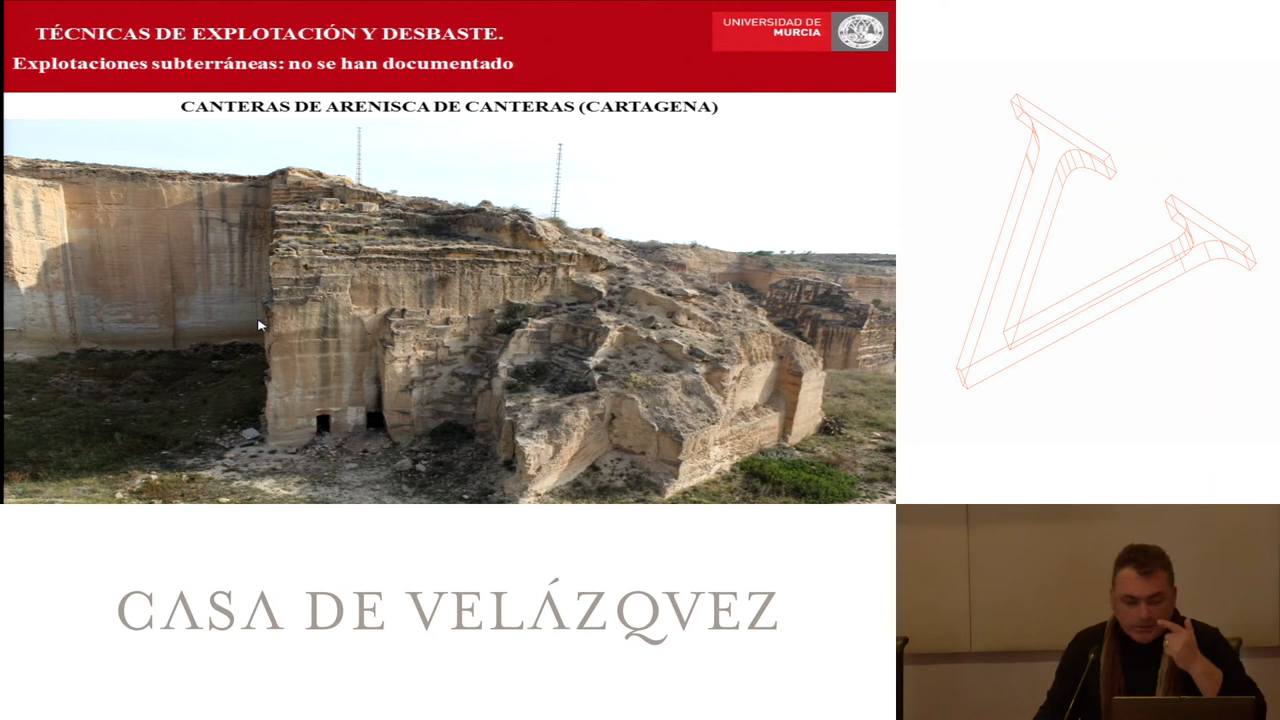 TÉCNICAS DE EXPLOTACIÓN Y DESBASTE.
Explotaciones subterráneas: no se han documentado
UNIVERSIDAD DE
MURCIA
CANTERAS DE ARENISCA DE CANTERAS (CARTAGENA)
CASA DE VELÁZQVEZ